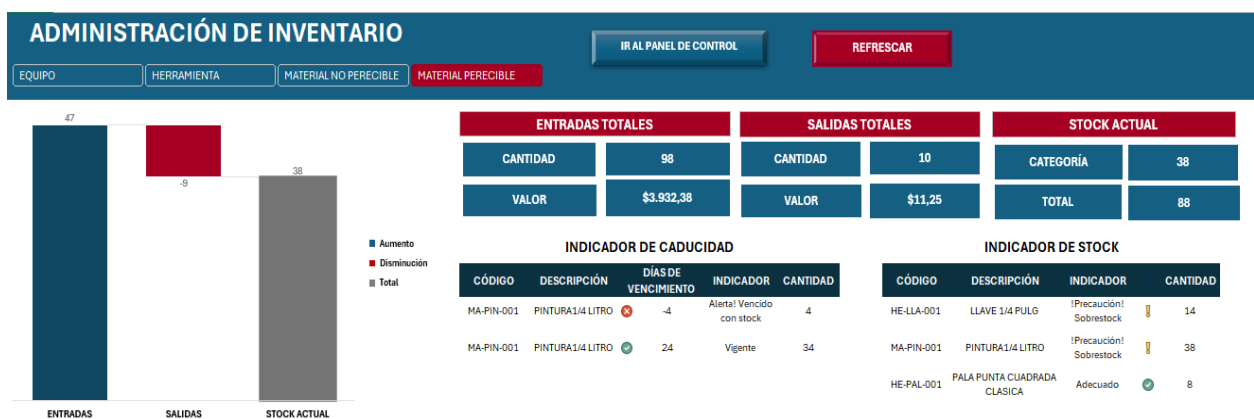 ADMINISTRACIÓN DE INVENTARIO
IR AL PANEL DE CONTROL
REFRESCAR
EQUIPO
HERRAMIENTA
MATERIAL NO PERECIBLE
MATERIAL PERECIBLE
47
-9
38
ENTRADAS
SALIDAS
STOCK ACTUAL
Aumento
Disminución
Total
ENTRADAS TOTALES
CANTIDAD 98
VALOR $3.932,38
SALIDAS TOTALES
CANTIDAD 10
VALOR $11,25
STOCK ACTUAL
CATEGORÍA 38
TOTAL 88
INDICADOR DE CADUCIDAD
CÓDIGO DESCRIPCIÓN DÍAS DE VENCIMIENTO INDICADOR CANTIDAD
MA-PIN-001 PINTURA1/4 LITRO -4 Alerta! Vencido con stock 4
MA-PIN-001 PINTURA1/4 LITRO 24 Vigente 34
INDICADOR DE STOCK
CÓDIGO DESCRIPCIÓN INDICADOR CANTIDAD
HE-LLA-001 LLAVE 1/4 PULG !Precaución! Sobrestock 14
MA-PIN-001 PINTURA1/4 LITRO !Precaución! Sobrestock 38
HE-PAL-001 PALA PUNTA CUADRADA CLASICA Adecuado 8